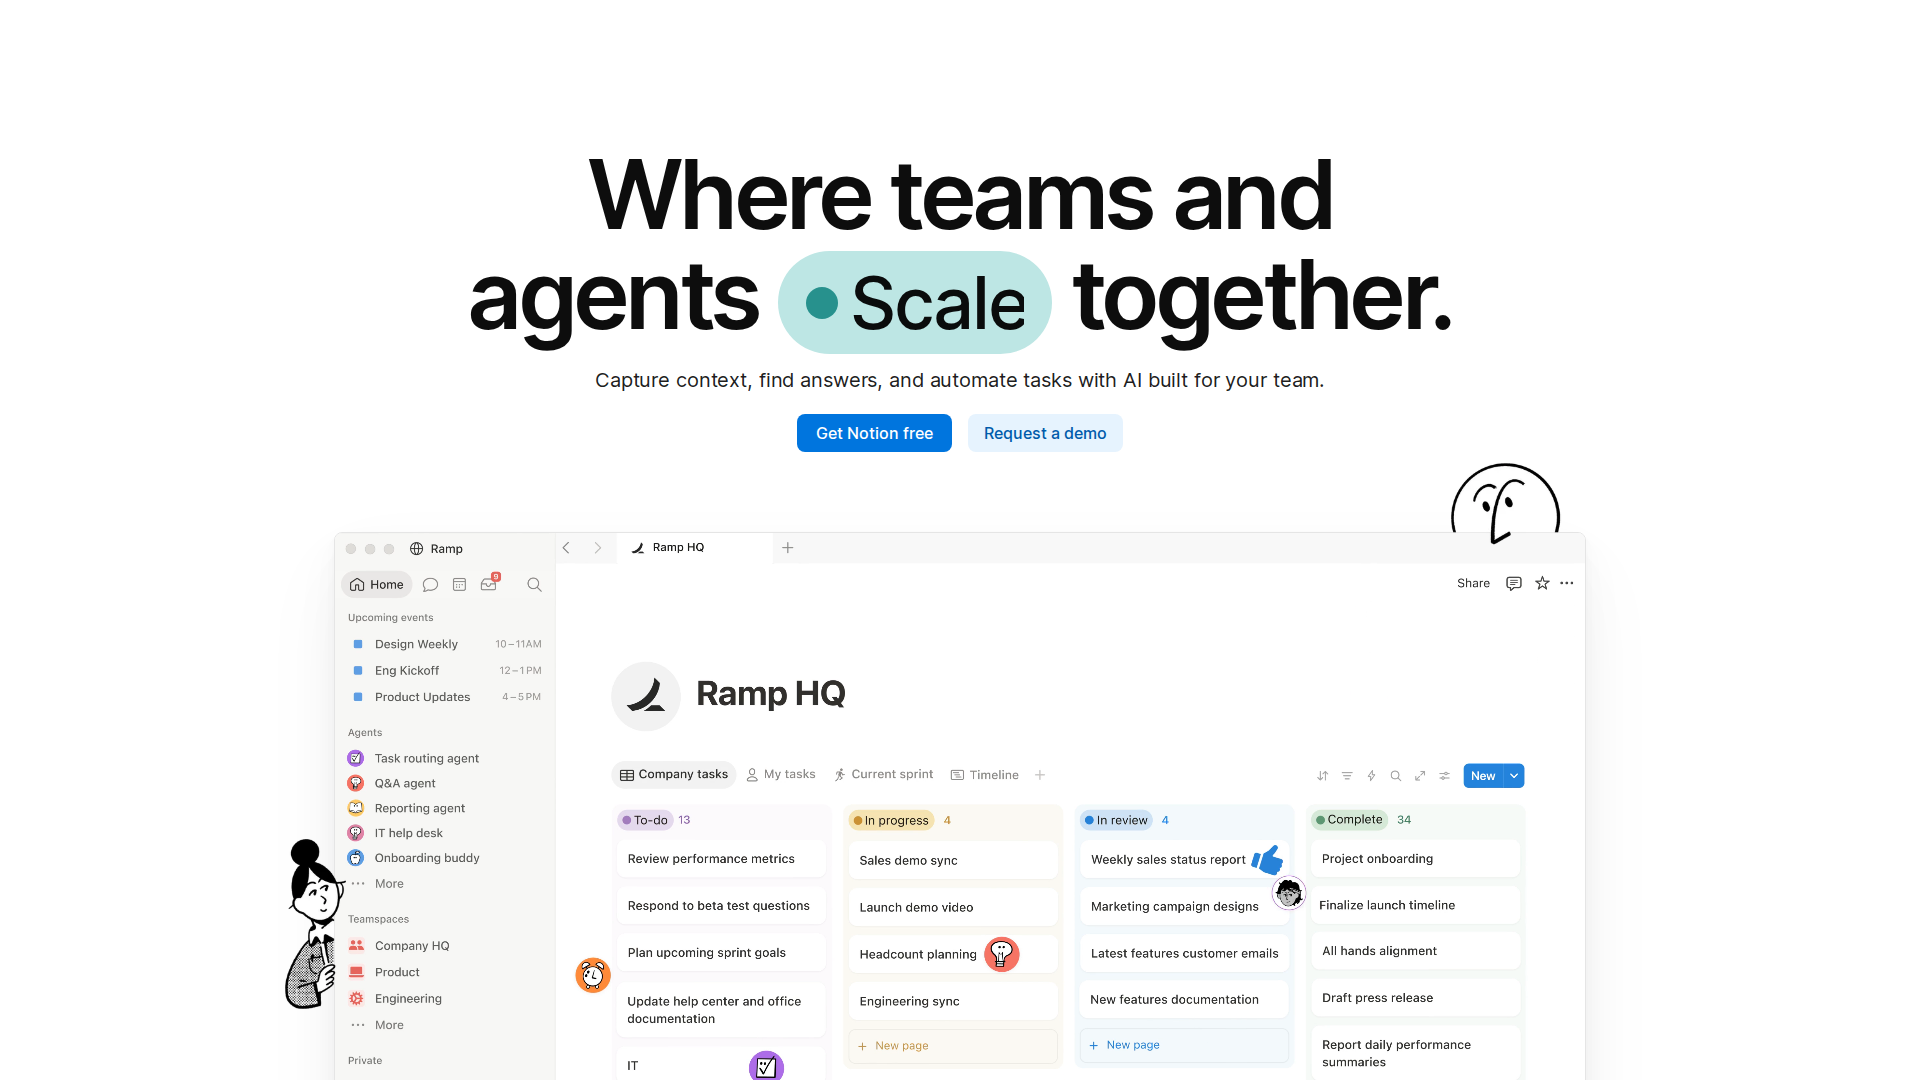 Where teams and
agents Scale together.
Capture context, find answers, and automate tasks with AI built for your team.
Get Notion free
Request a demo
Ramp
Ramp HQ
Home
9
Share
Upcoming events
Design Weekly 10–11AM
Eng Kickoff 12–1PM
Product Updates 4–5PM
Agents
Task routing agent
Q&A agent
Reporting agent
IT help desk
Onboarding buddy
More
Teamspaces
Company HQ
Product
Engineering
More
Private
Ramp HQ
Company tasks
My tasks
Current sprint
Timeline
New
To-do 13
Review performance metrics
Respond to beta test questions
Plan upcoming sprint goals
Update help center and office
documentation
IT
In progress 4
Sales demo sync
Launch demo video
Headcount planning
Engineering sync
New page
In review 4
Weekly sales status report
Marketing campaign designs
Latest features customer emails
New features documentation
New page
Complete 34
Project onboarding
Finalize launch timeline
All hands alignment
Draft press release
Report daily performance
summaries